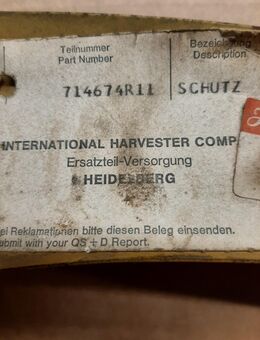 Teilnummer Bezeichnung
Part Number Description
714674R11 SCHUTZ
INTERNATIONAL HARVESTER COMP
Ersatzteil-Versorgung
HEIDELBERG
ei Reklamationen bitte diesen Beleg einsenden.
ubmit with your QS + D Report.